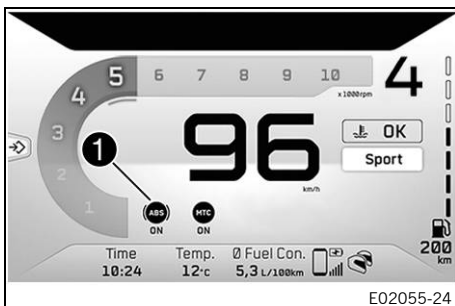 1 2 3 4 5 6 7 8 9 10
x1000rpm
4
96
km/h
OK
Sport
1
ABS MTC
ON ON
Time Temp. Ø Fuel Con.
10:24 12°C 5,3 L/100km
200
km
E02055-24